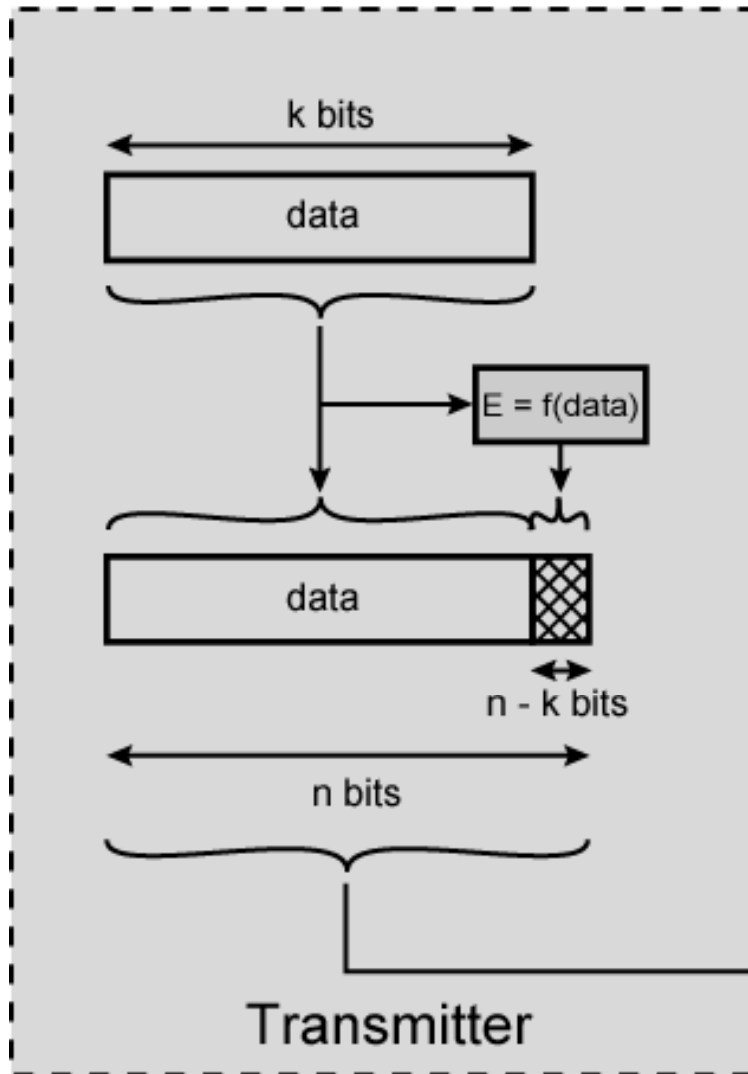 k bits
data
E = f(data)
data
n - k bits
n bits
Transmitter